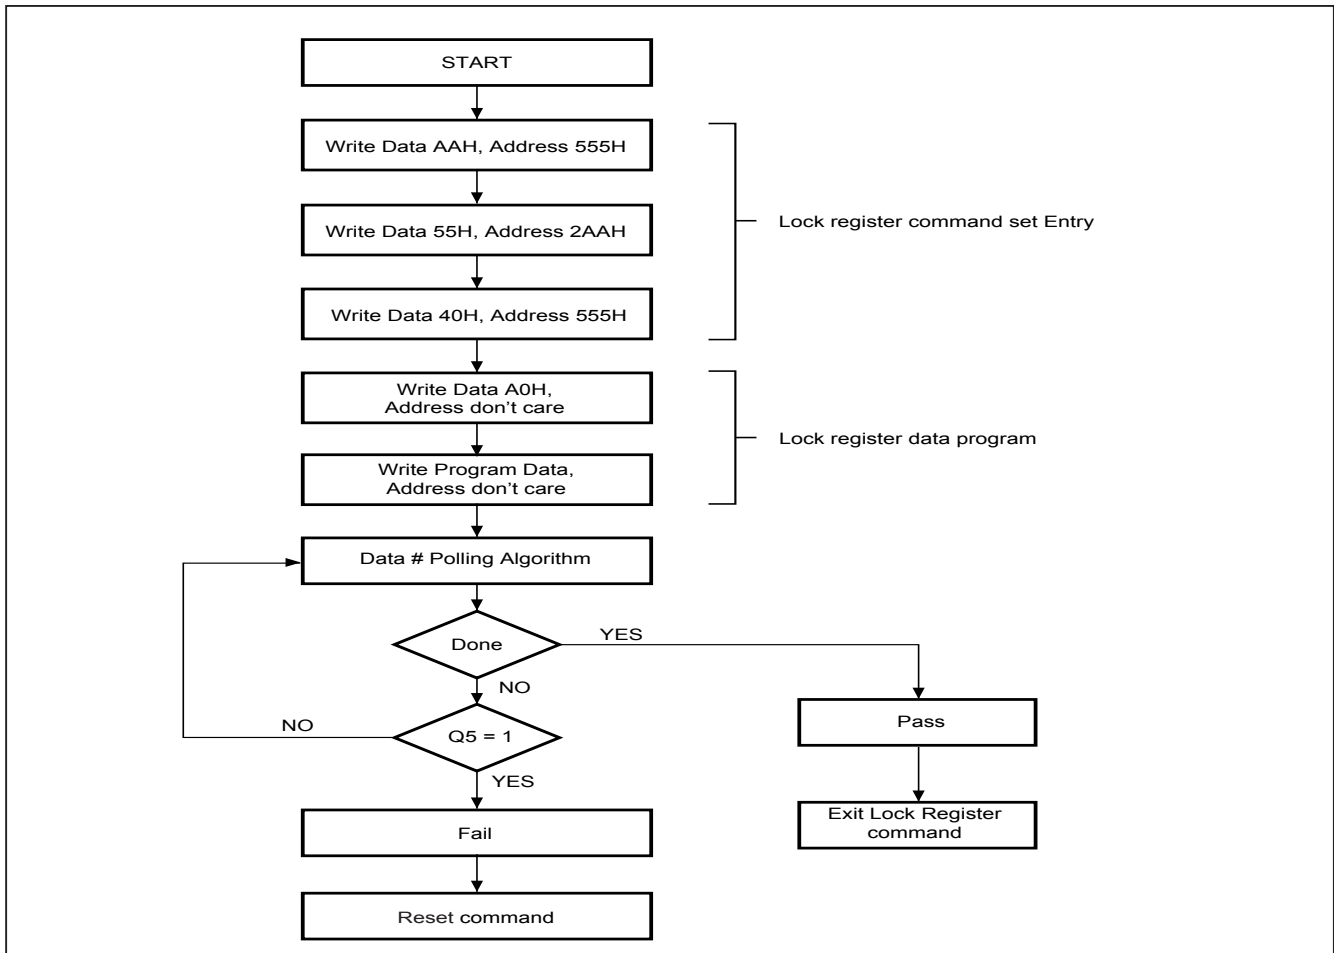 START
Write Data AAH, Address 555H
Write Data 55H, Address 2AAH
Lock register command set Entry
Write Data 40H, Address 555H
Write Data A0H,
Address don't care
Lock register data program
Write Program Data,
Address don't care
Data # Polling Algorithm
Done
YES
NO
Q5 = 1
NO
YES
Pass
Fail
Exit Lock Register
command
Reset command